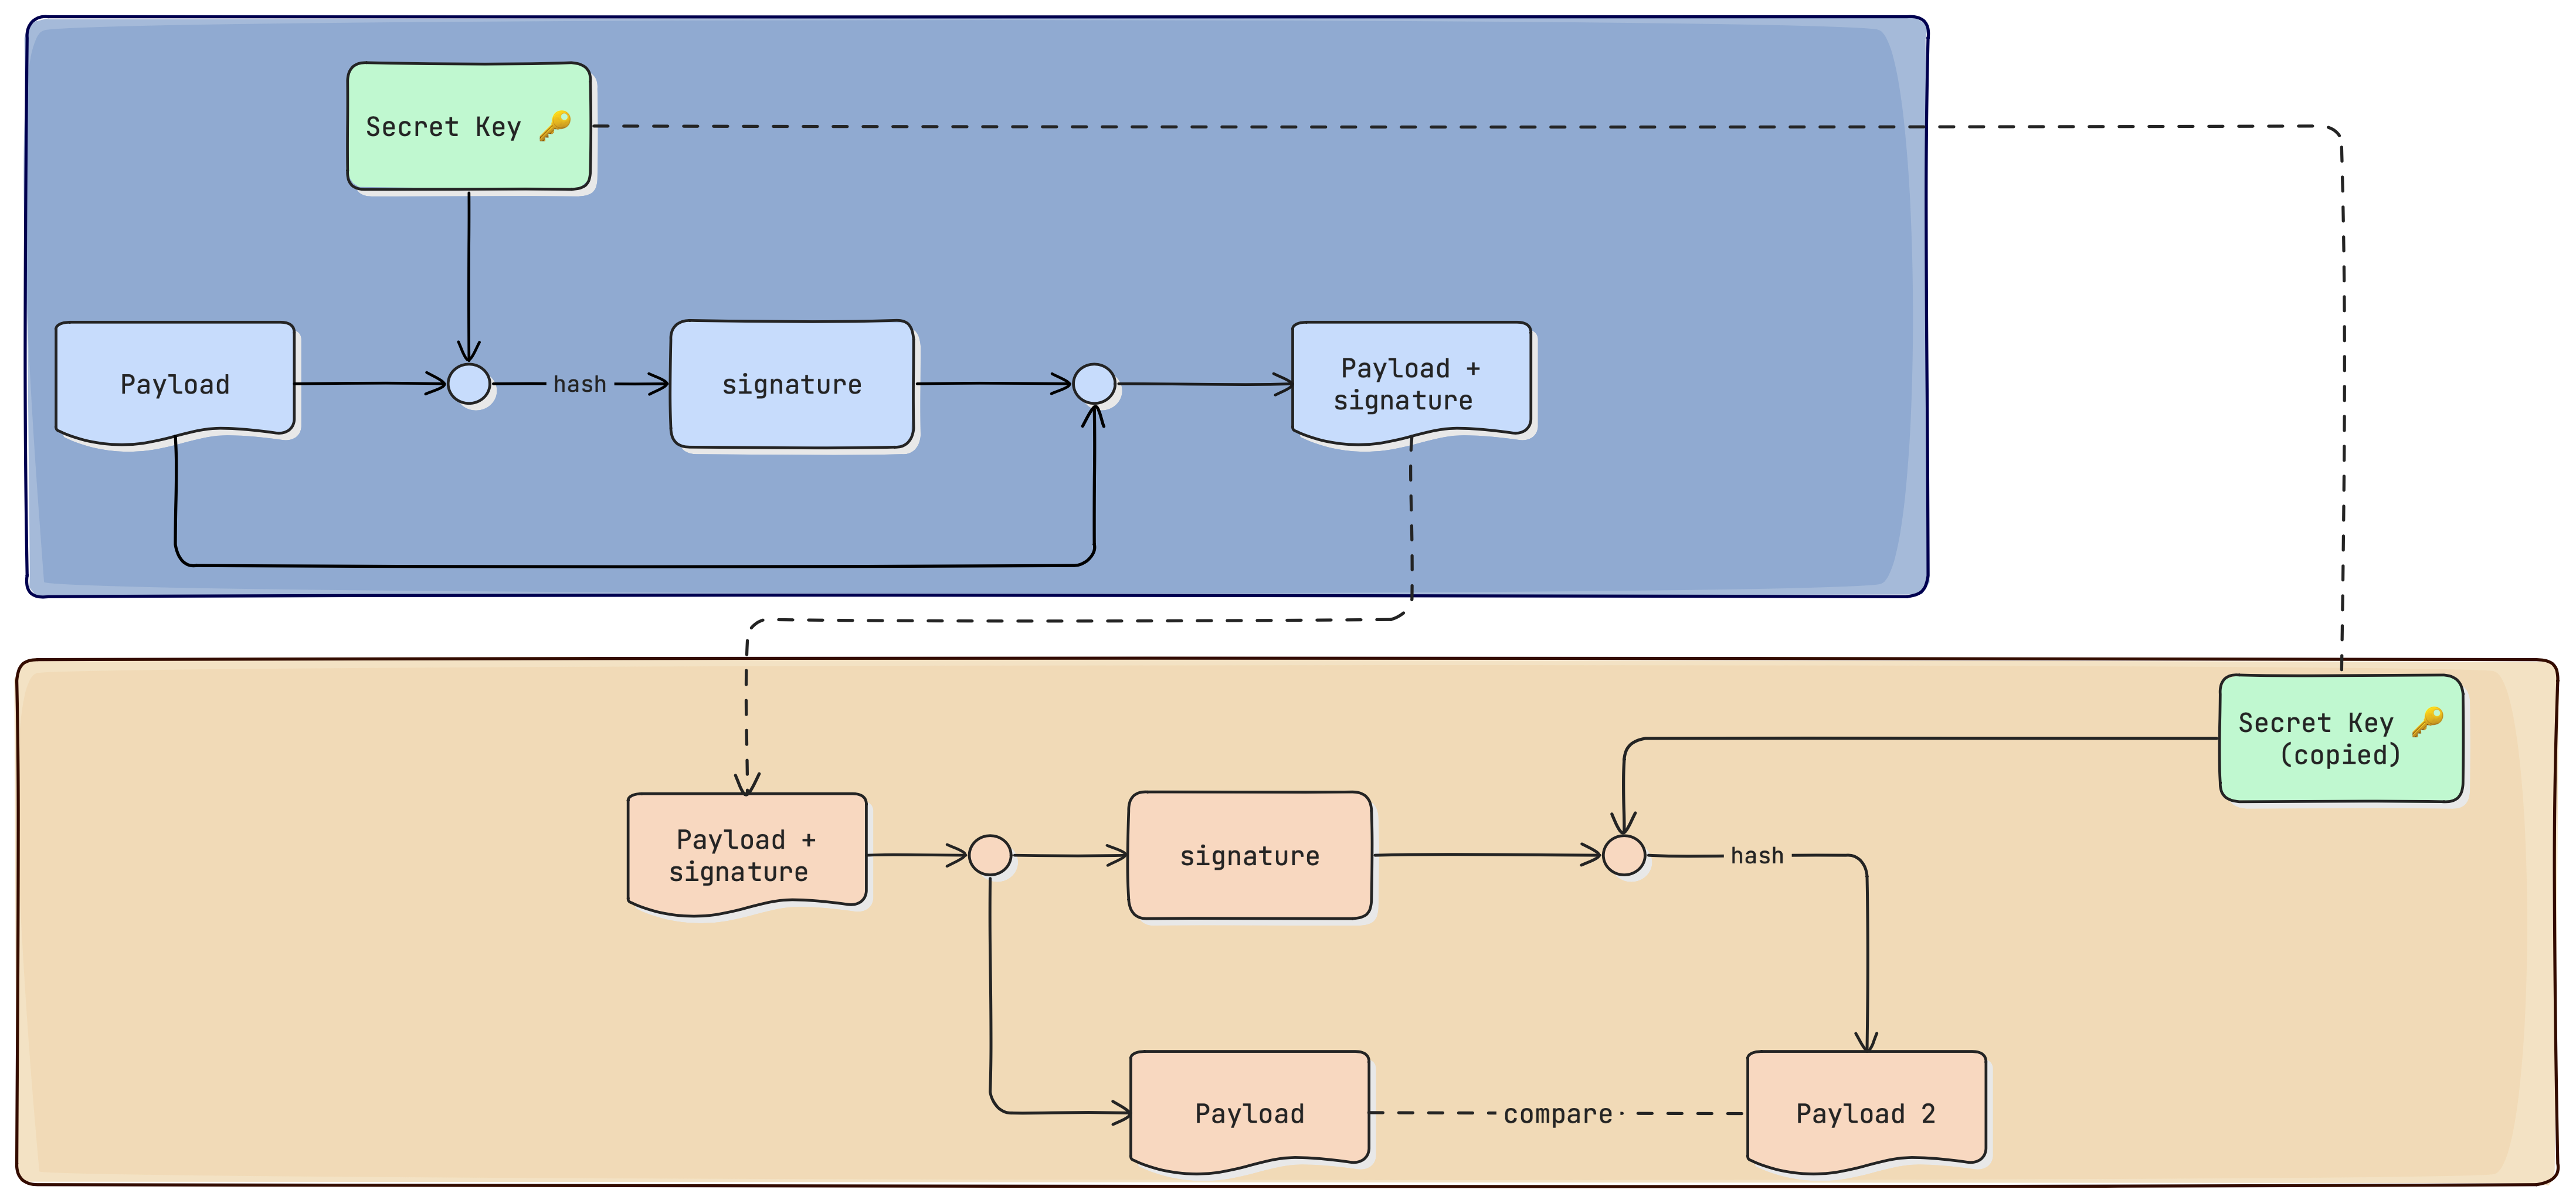 Secret Key 🔑
Payload
hash
signature
Payload +
signature
Secret Key 🔑
(copied)
Payload +
signature
signature
hash
Payload
compare
Payload 2